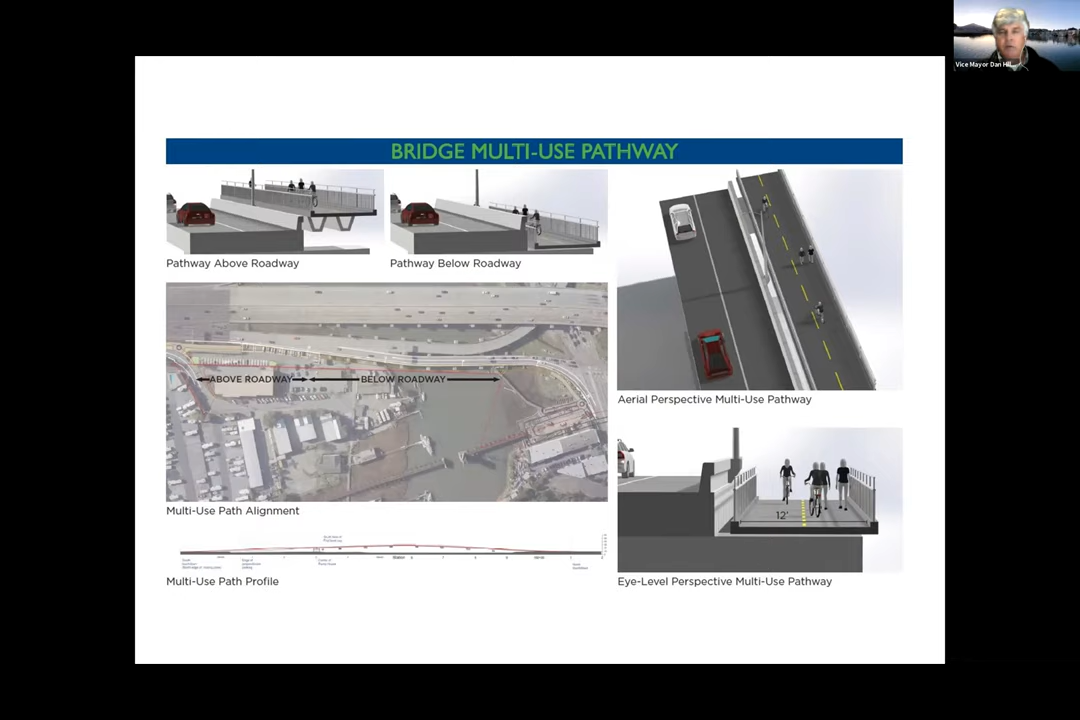 Vice Mayor Dan Hill...
BRIDGE MULTI-USE PATHWAY
Pathway Above Roadway
Pathway Below Roadway
ABOVE ROADWAY
BELOW ROADWAY
Multi-Use Path Alignment
Multi-Use Path Profile
Aerial Perspective Multi-Use Pathway
12'
Eye-Level Perspective Multi-Use Pathway